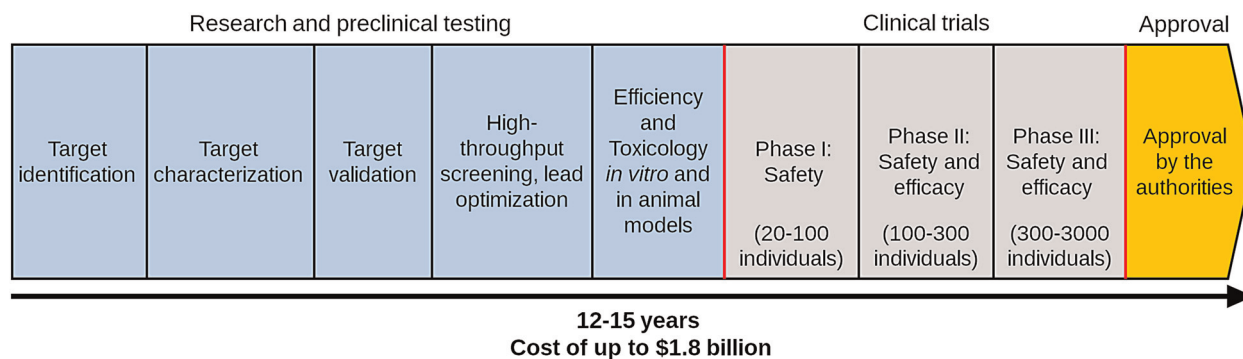 Research and preclinical testing
Clinical trials
Approval
Target
identification
Target
characterization
Target
validation
High-
throughput
screening, lead
optimization
Efficiency
and
Toxicology
in vitro and
in animal
models
Phase I:
Safety
(20-100
individuals)
Phase II:
Safety and
efficacy
(100-300
individuals)
Phase III:
Safety and
efficacy
(300-3000
individuals)
Approval
by the
authorities
12-15 years
Cost of up to $1.8 billion